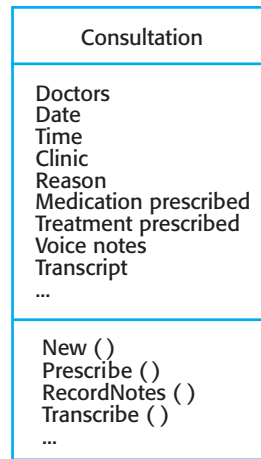 Consultation
Doctors
Date
Time
Clinic
Reason
Medication prescribed
Treatment prescribed
Voice notes
Transcript
...
New ( )
Prescribe ( )
RecordNotes ( )
Transcribe ( )
...